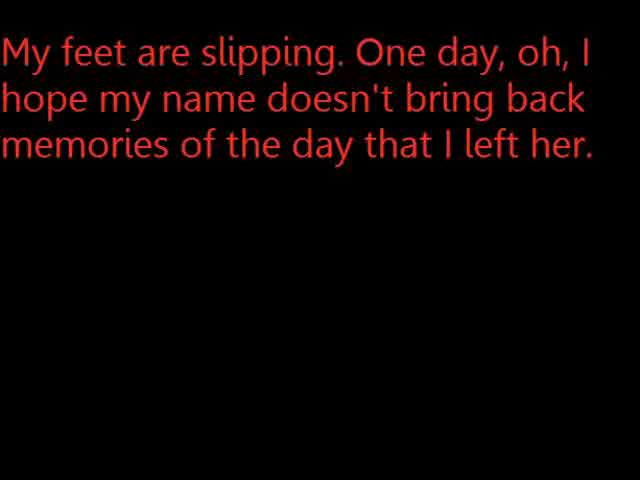 My feet are slipping. One day, oh, I
hope my name doesn't bring back
memories of the day that I left her.